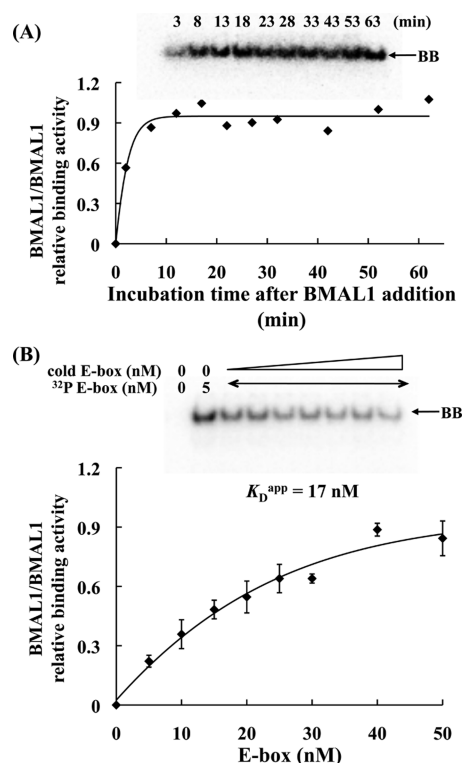 (A)
3 8 13 18 23 28 33 43 53 63 (min)
BB
BMAL1/BMAL1
relative binding activity
1.2
0.9
0.6
0.3
0
0 10 20 30 40 50 60
Incubation time after BMAL1 addition
(min)
(B)
cold E-box (nM) 0 0
32P E-box (nM) 0 5
BB
K_D^app = 17 nM
BMAL1/BMAL1
relative binding activity
1.2
0.9
0.6
0.3
0
0 10 20 30 40 50
E-box (nM)